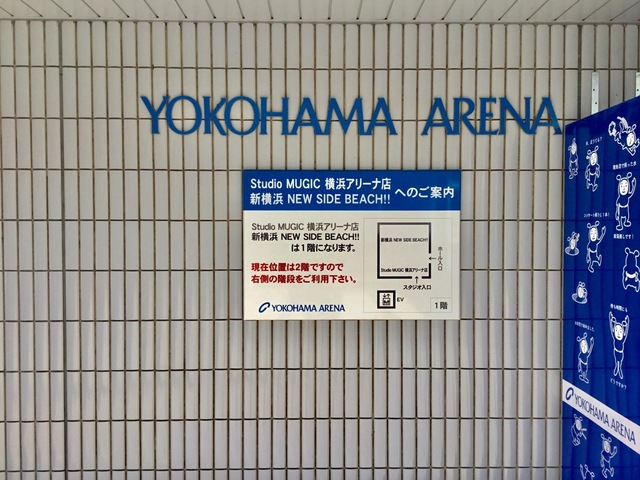 YOKOHAMA ARENA
Studio MUGIC 横浜アリーナ店
新横浜 NEW SIDE BEACH!!
へのご案内
Studio MUGIC 横浜アリーナ店
新横浜 NEW SIDE BEACH!!
は1階になります。
現在位置は2階ですので
右側の階段をご利用下さい。
YOKOHAMA ARENA
新横浜 NEW SIDE BEACH!!
ホール入口
Studio MUGIC 横浜アリーナ店
スタジオ入口
EV
1階
YOKOHAMA ARENA